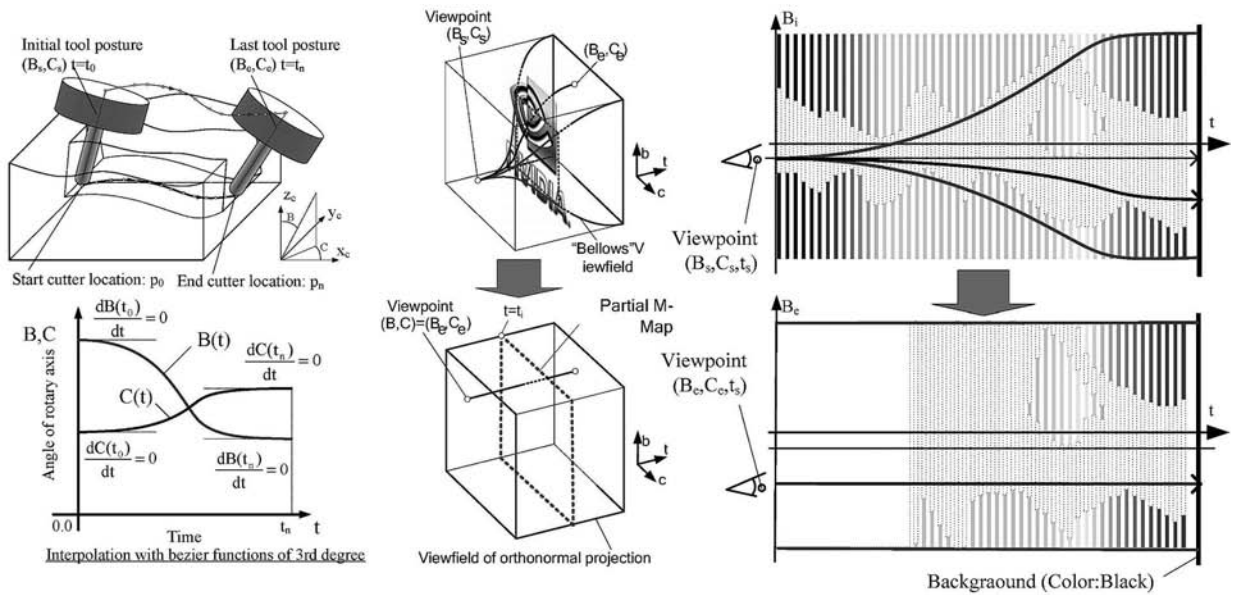 Initial tool posture
(Bs,Cs) t=t0
Last tool posture
(Be,Ce) t=tn
zc
B
yc
C
xc
Start cutter location: p0
End cutter location: pn
dB(t0)/dt=0
B,C
B(t)
dC(tn)/dt=0
C(t)
Angle of rotary axis
dC(t0)/dt=0
dB(tn)/dt=0
0.0
Time
tn
t
Interpolation with bezier functions of 3rd degree
Viewpoint
(Bs,Cs)
(Be,Ce)
NVIDIA
b
t
c
"Bellows"V
iewfield
Viewpoint
(B,C)=(Be,Ce)
t=ti
Partial M-
Map
b
t
c
Viewfield of orthonormal projection
Bi
t
Viewpoint
(Bs,Cs,ts)
Be
Viewpoint
(Be,Ce,ts)
t
Backgraound (Color:Black)